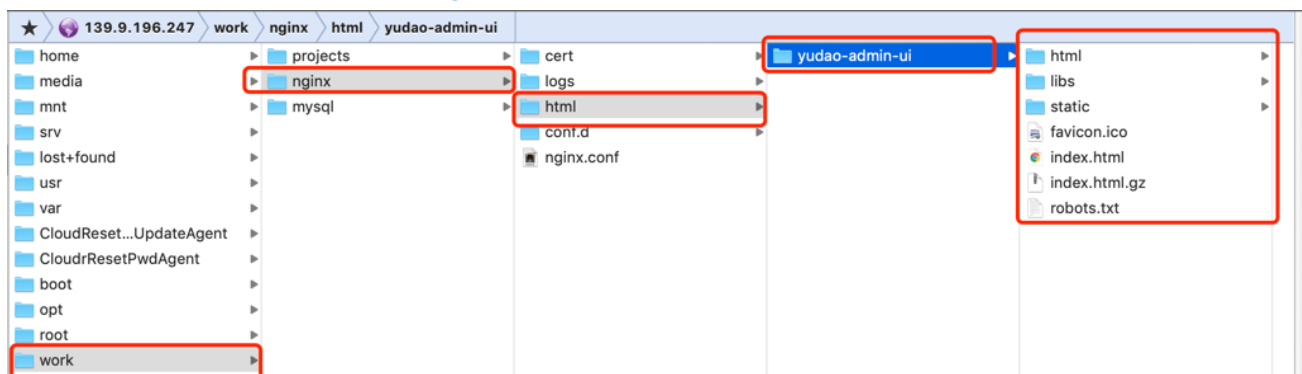 139.9.196.247 work nginx html yudao-admin-ui
home
media
mnt
srv
lost+found
usr
var
CloudReset...UpdateAgent
CloudrResetPwdAgent
boot
opt
root
work
projects
nginx
mysql
cert
logs
html
conf.d
nginx.conf
yudao-admin-ui
html
libs
static
favicon.ico
index.html
index.html.gz
robots.txt